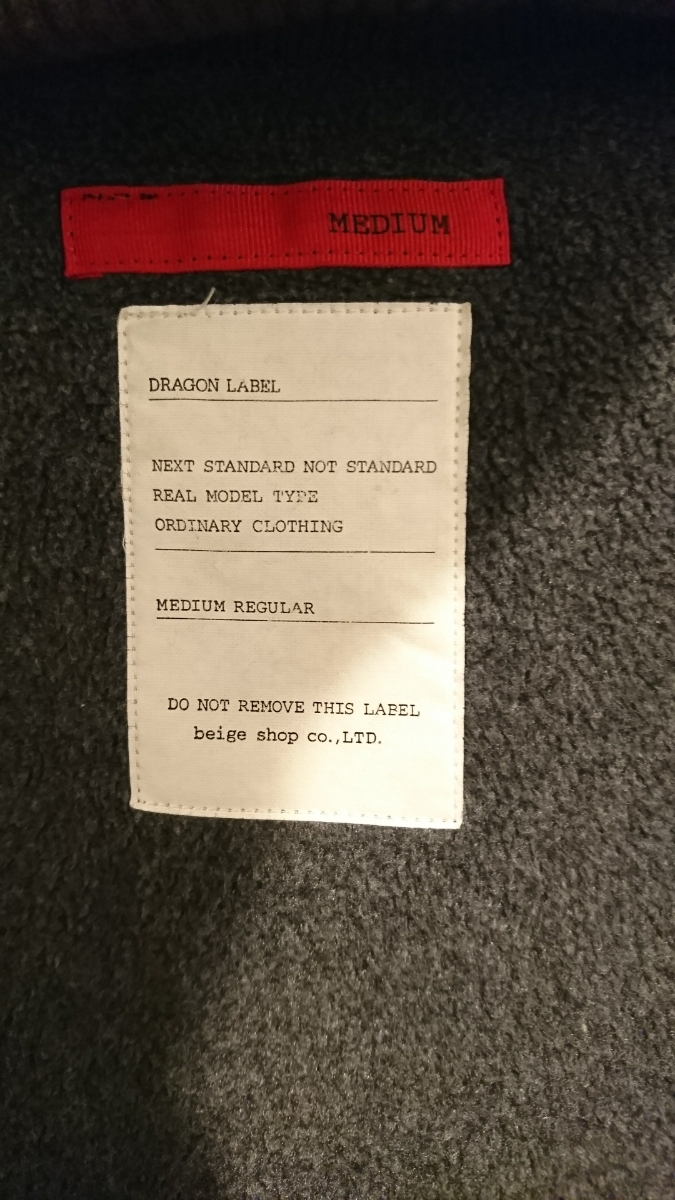 MEDIUM
DRAGON LABEL
NEXT STANDARD NOT STANDARD
REAL MODEL TYPE
ORDINARY CLOTHING
MEDIUM REGULAR
DO NOT REMOVE THIS LABEL
beige shop co.,LTD.